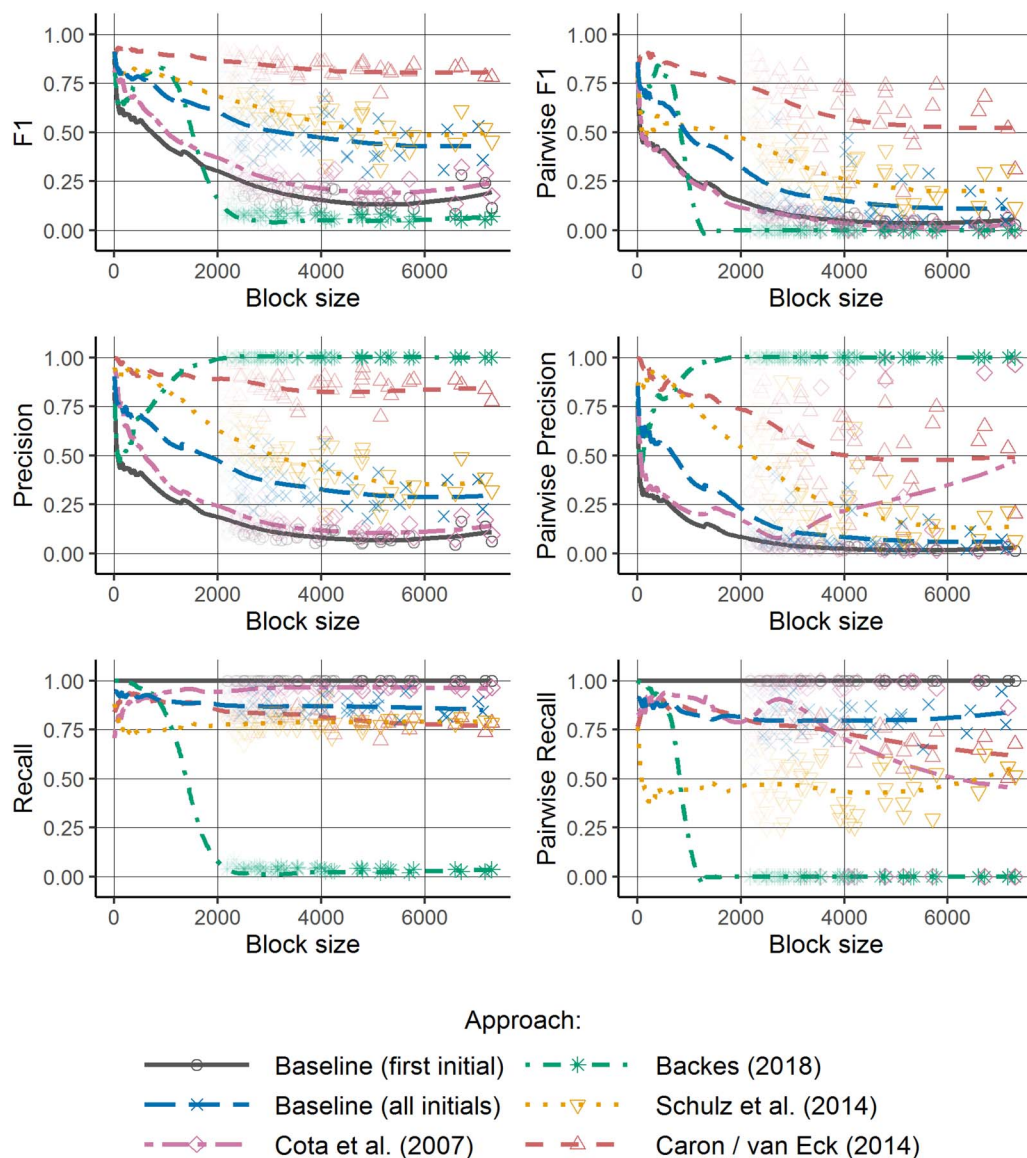 F1
1.00
0.75
0.50
0.25
0.00
0 2000 4000 6000
Block size
Pairwise F1
1.00
0.75
0.50
0.25
0.00
0 2000 4000 6000
Block size
Precision
1.00
0.75
0.50
0.25
0.00
0 2000 4000 6000
Block size
Pairwise Precision
1.00
0.75
0.50
0.25
0.00
0 2000 4000 6000
Block size
Recall
1.00
0.75
0.50
0.25
0.00
0 2000 4000 6000
Block size
Pairwise Recall
1.00
0.75
0.50
0.25
0.00
0 2000 4000 6000
Block size
Approach:
Baseline (first initial)
Baseline (all initials)
Cota et al. (2007)
Backes (2018)
Schulz et al. (2014)
Caron / van Eck (2014)